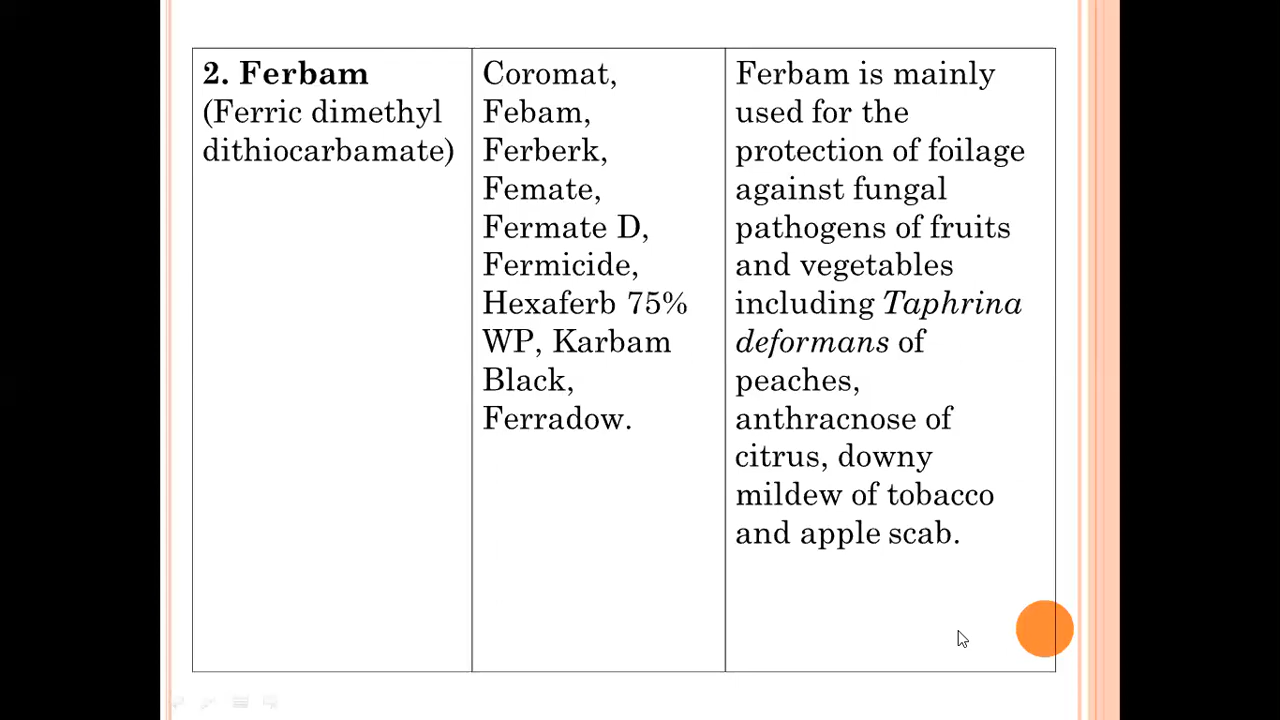 2. Ferbam
(Ferric dimethyl
dithiocarbamate)
Coromat,
Febam,
Ferberk,
Femate,
Fermate D,
Fermicide,
Hexaferb 75%
WP, Karbam
Black,
Ferradow.
Ferbam is mainly
used for the
protection of foilage
against fungal
pathogens of fruits
and vegetables
including Taphrina
deformans of
peaches,
anthracnose of
citrus, downy
mildew of tobacco
and apple scab.